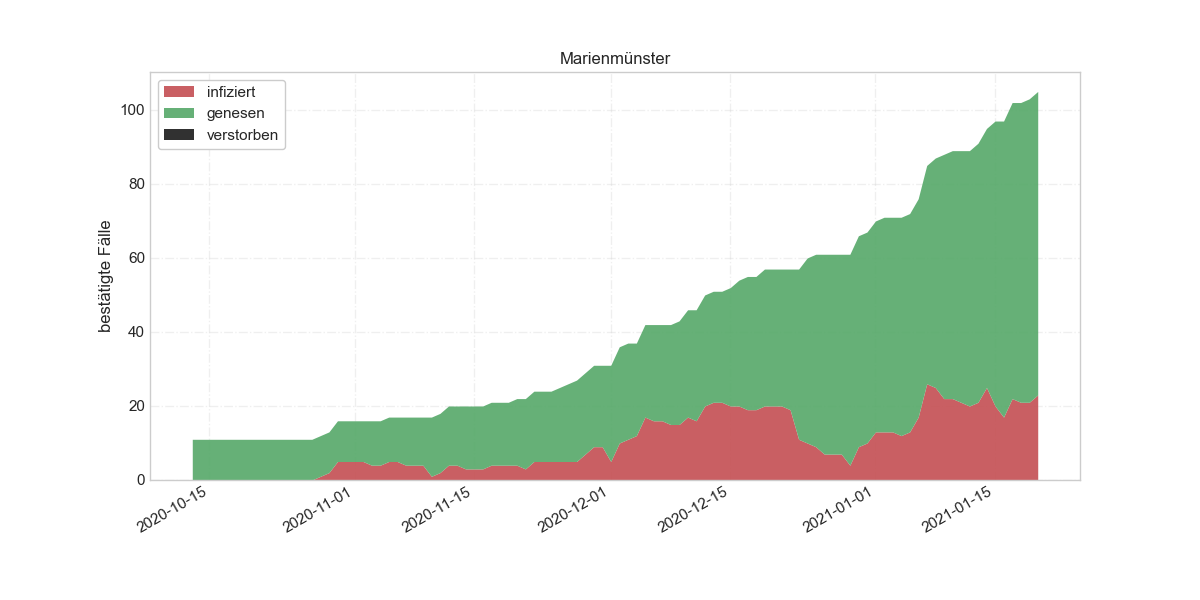 Marienmünster
infiziert
genesen
verstorben
bestätigte Fälle
100
80
60
40
20
0
2020-10-15
2020-11-01
2020-11-15
2020-12-01
2020-12-15
2021-01-01
2021-01-15